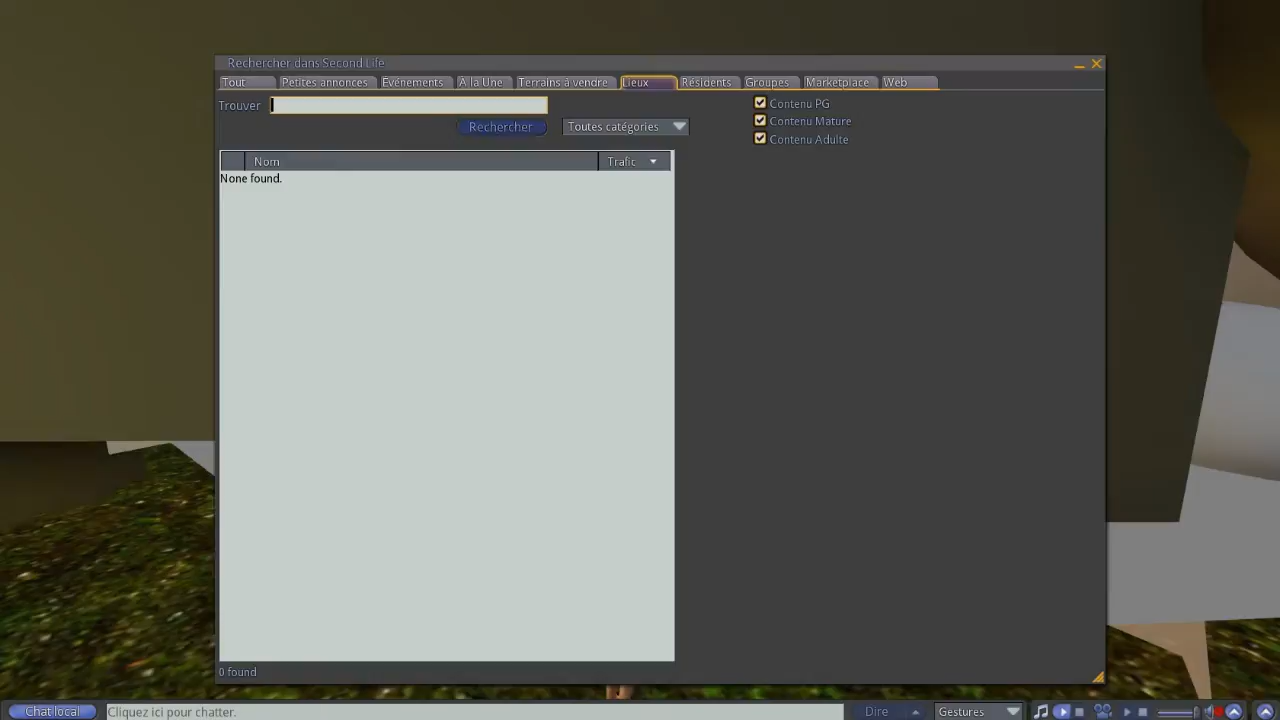 Rechercher dans Second Life
Tout Petites annonces Evénements A la Une Terrains à vendre Lieux Résidents Groupes Marketplace Web
Trouver
Contenu PG
Rechercher Toutes catégories
Contenu Mature
Contenu Adulte
Nom Trafic
None found.
0 found
Chat local Cliquez ici pour chatter. Dire Gestures